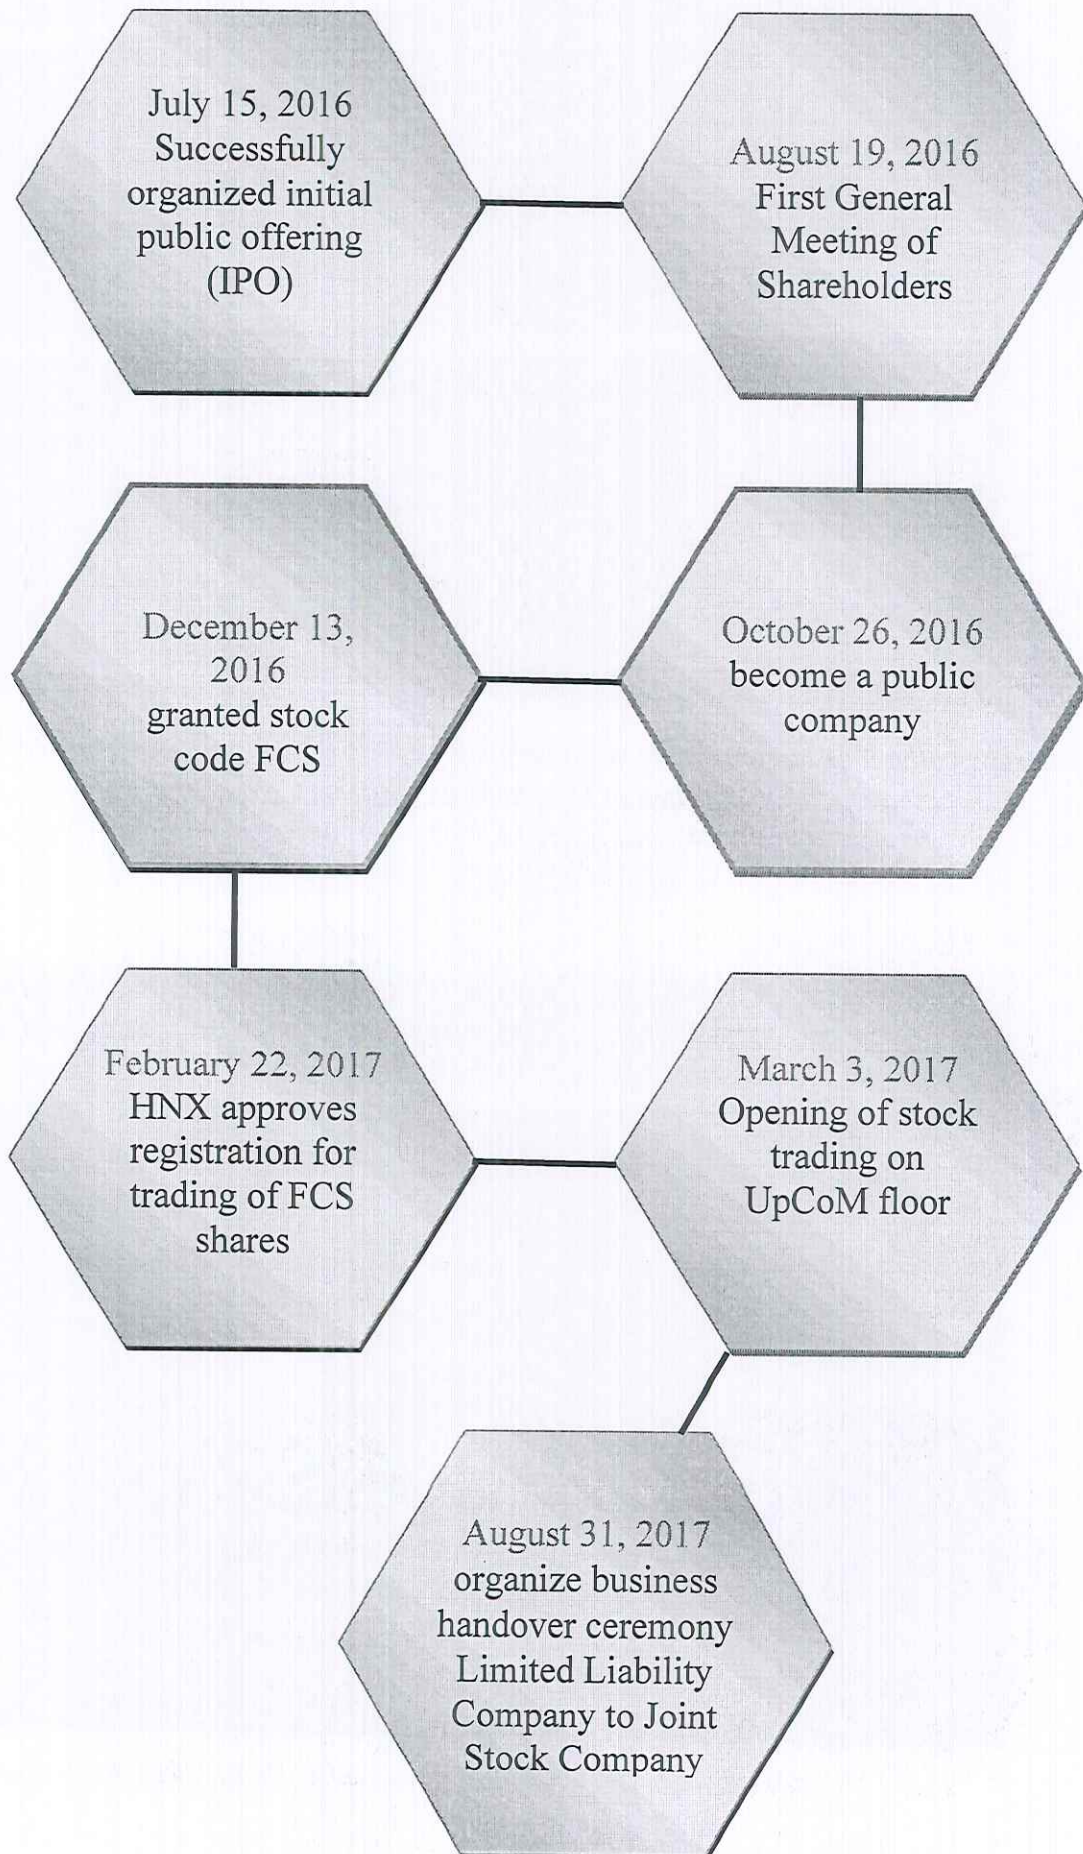 July 15, 2016
Successfully
organized initial
public offering
(IPO)
August 19, 2016
First General
Meeting of
Shareholders
October 26, 2016
become a public
company
December 13,
2016
granted stock
code FCS
February 22, 2017
HNX approves
registration for
trading of FCS
shares
March 3, 2017
Opening of stock
trading on
UpCoM floor
August 31, 2017
organize business
handover ceremony
Limited Liability
Company to Joint
Stock Company